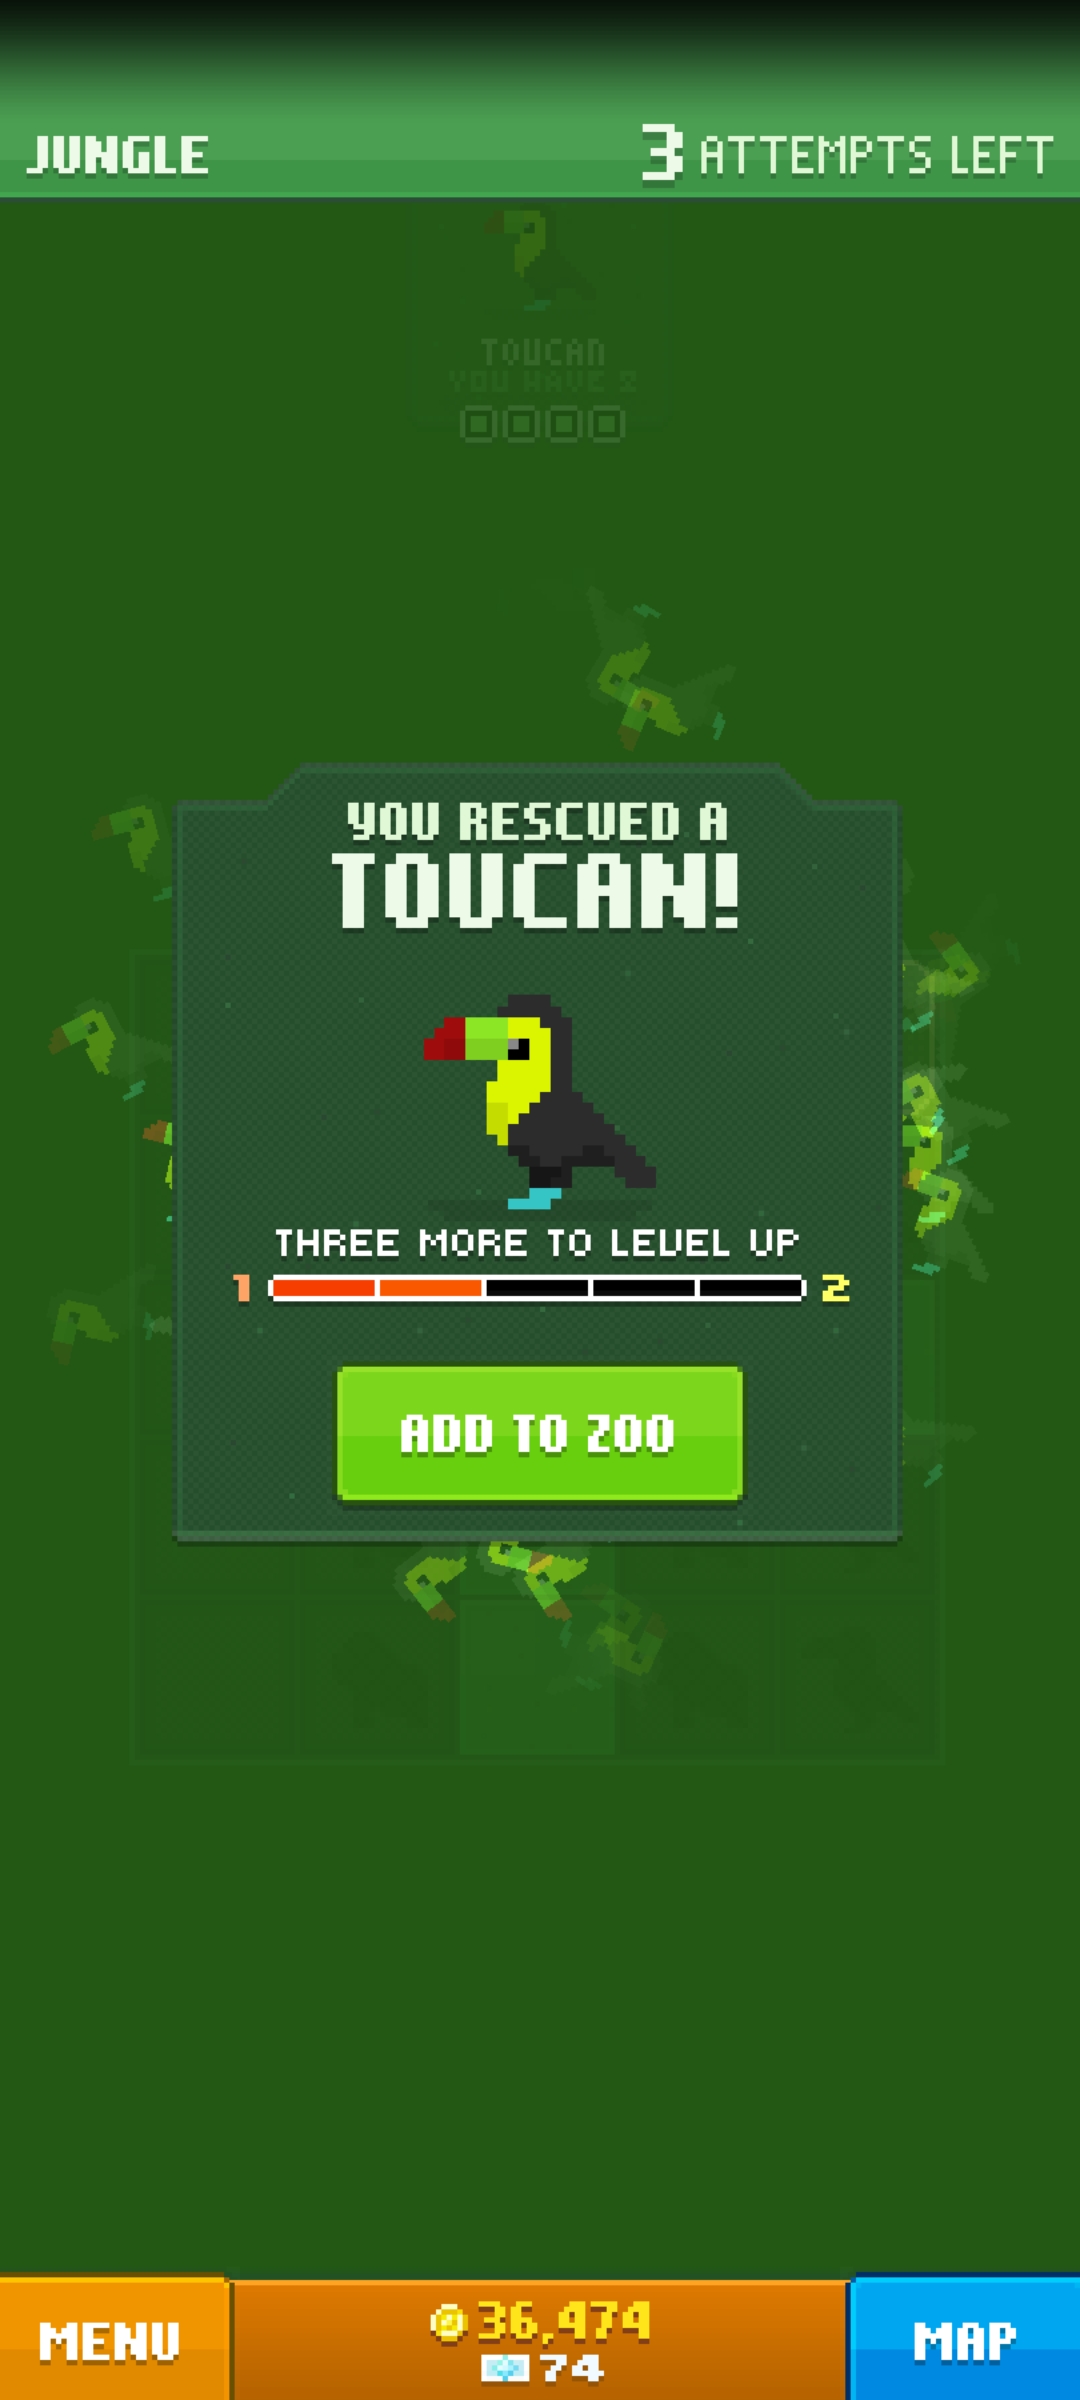 JUNGLE
3 ATTEMPTS LEFT
TOUCAN
YOU HAVE 2
YOU RESCUED A
TOUCAN!
THREE MORE TO LEVEL UP
1 2
ADD TO ZOO
MENU
36,474
74
MAP